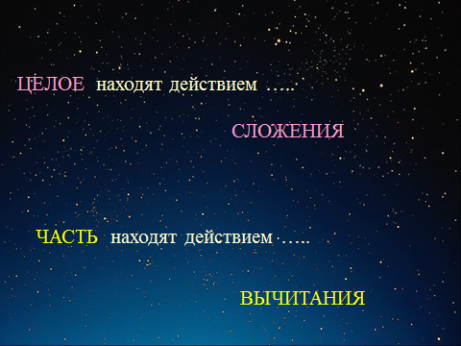 ЦЕЛОЕ находят действием …..
СЛОЖЕНИЯ
ЧАСТЬ находят действием …..
ВЫЧИТАНИЯ